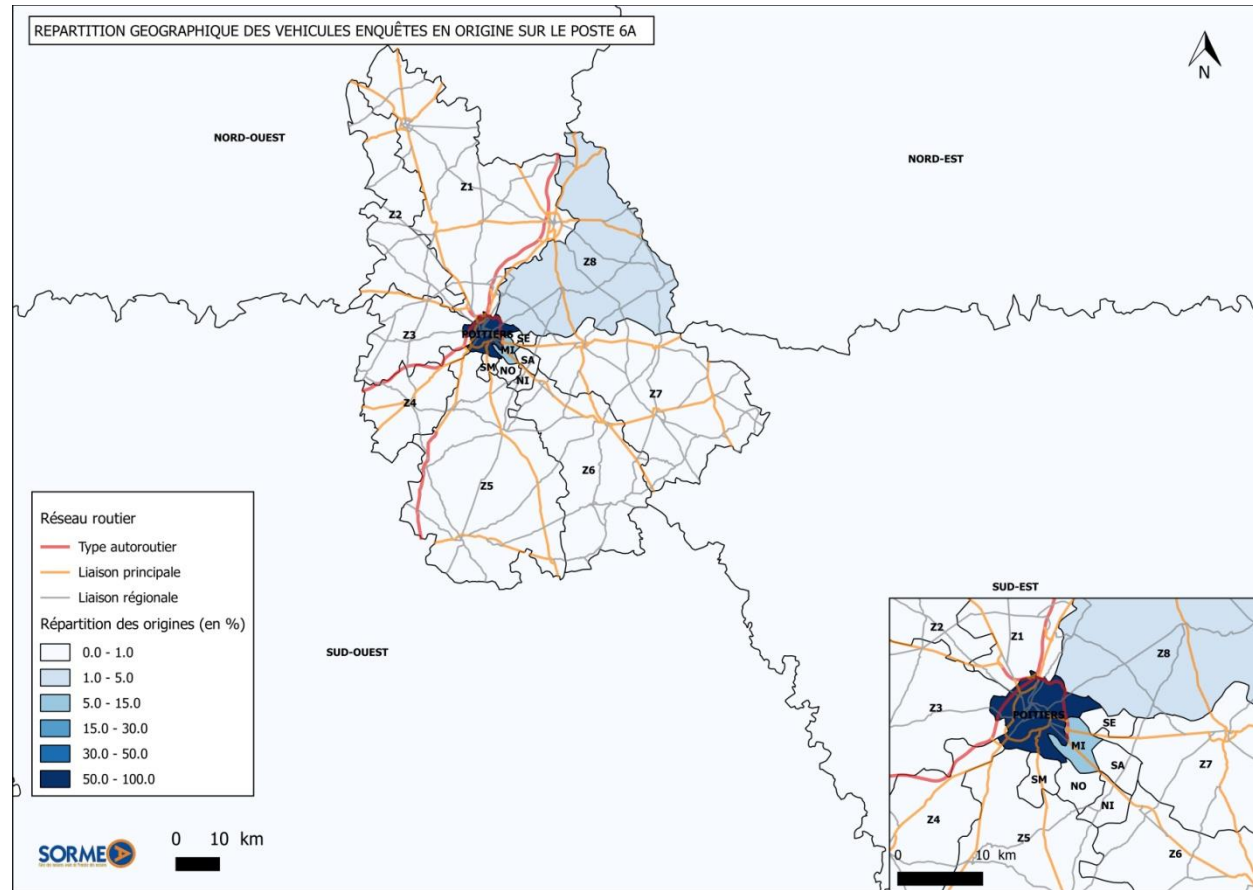 REPARTITION GEOGRAPHIQUE DES VEHICULES ENQUÊTES EN ORIGINE SUR LE POSTE 6A
N
NORD-OUEST
NORD-EST
Z1
Z2
Z8
Z3
POITIERS
SE
MI
SA
SM
NO
NI
Z4
Z7
Z6
Z5
Réseau routier
Type autoroutier
Liaison principale
Liaison régionale
Répartition des origines (en %)
0.0 - 1.0
1.0 - 5.0
5.0 - 15.0
15.0 - 30.0
30.0 - 50.0
50.0 - 100.0
SUD-OUEST
SUD-EST
Z2
Z1
Z8
Z3
POITIERS
SE
MI
SA
Z7
SM
NO
NI
Z4
Z5
Z6
0 10 km
SORMEA
0 10 km